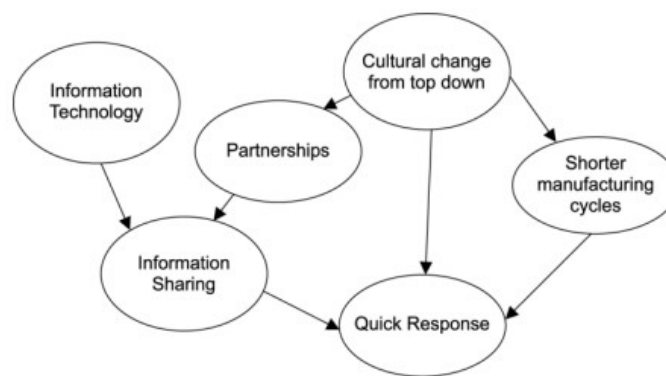 Cultural change
from top down
Information
Technology
Partnerships
Shorter
manufacturing
cycles
Information
Sharing
Quick Response